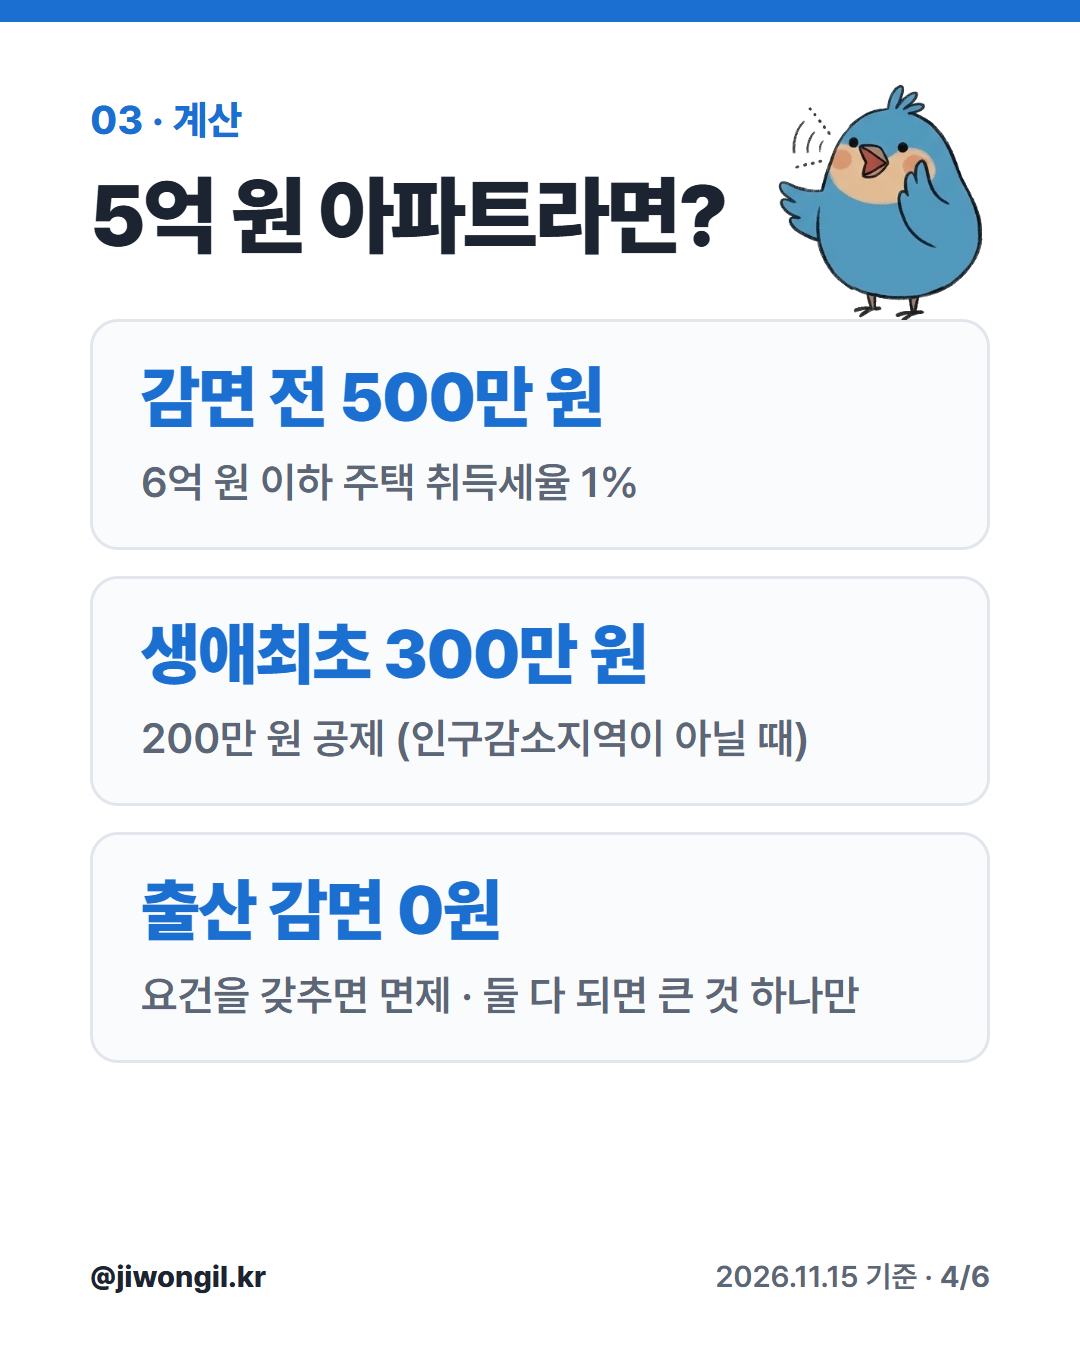 03 · 계산
5억 원 아파트라면?
감면 전 500만 원
6억 원 이하 주택 취득세율 1%
생애최초 300만 원
200만 원 공제 (인구감소지역이 아닐 때)
출산 감면 0원
요건을 갖추면 면제 · 둘 다 되면 큰 것 하나만
@jiwongil.kr
2026.11.15 기준 · 4/6